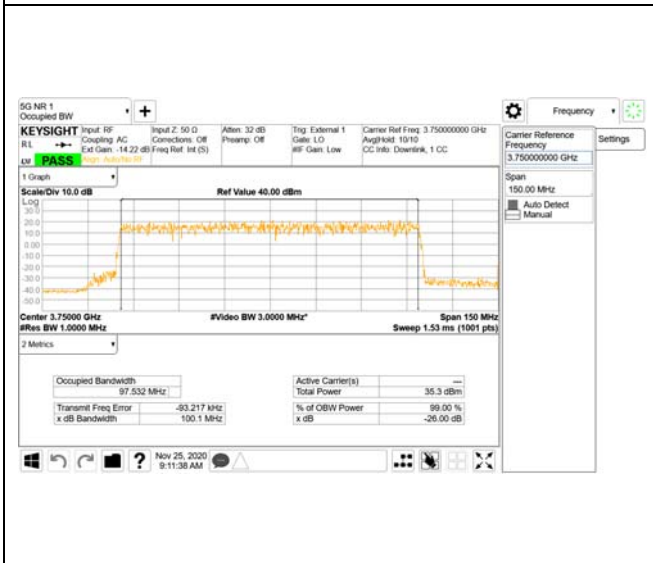 5G NR 1
Occupied BW
Frequency
KEYSIGHT
R L
PASS
Input: RF
Coupling: AC
Ext Gain: -14.22 dB
Align: Auto/No RF
Input Z: 50 Ω
Corrections: Off
Freq Ref: Int (S)
Atten: 32 dB
Preamp: Off
Trig: External 1
Gate: LO
#IF Gain: Low
Carrier Ref Freq: 3.750000000 GHz
Avg|Hold: 10/10
CC Info: Downlink, 1 CC
Carrier Reference
Frequency
3.750000000 GHz
Settings
Span
150.00 MHz
Auto Detect
Manual
1 Graph
Scale/Div 10.0 dB
Ref Value 40.00 dBm
Log
30.0
20.0
10.0
0.00
-10.0
-20.0
-30.0
-40.0
-50.0
Center 3.75000 GHz
#Video BW 3.0000 MHz*
Span 150 MHz
#Res BW 1.0000 MHz
Sweep 1.53 ms (1001 pts)
2 Metrics
Occupied Bandwidth
97.532 MHz
Active Carrier(s)
---
Total Power
35.3 dBm
Transmit Freq Error
-93.217 kHz
% of OBW Power
99.00 %
x dB Bandwidth
100.1 MHz
x dB
-26.00 dB
?
Nov 25, 2020
9:11:38 AM